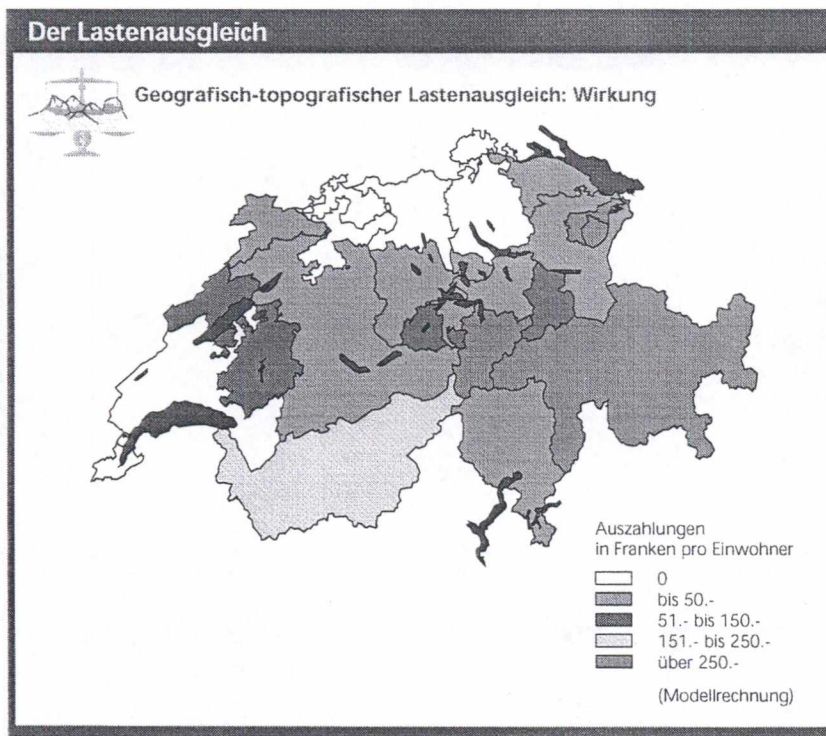 Der Lastenausgleich
Geografisch-topografischer Lastenausgleich: Wirkung
Auszahlungen
in Franken pro Einwohner
0
bis 50.-
51.- bis 150.-
151.- bis 250.-
über 250.-
(Modellrechnung)